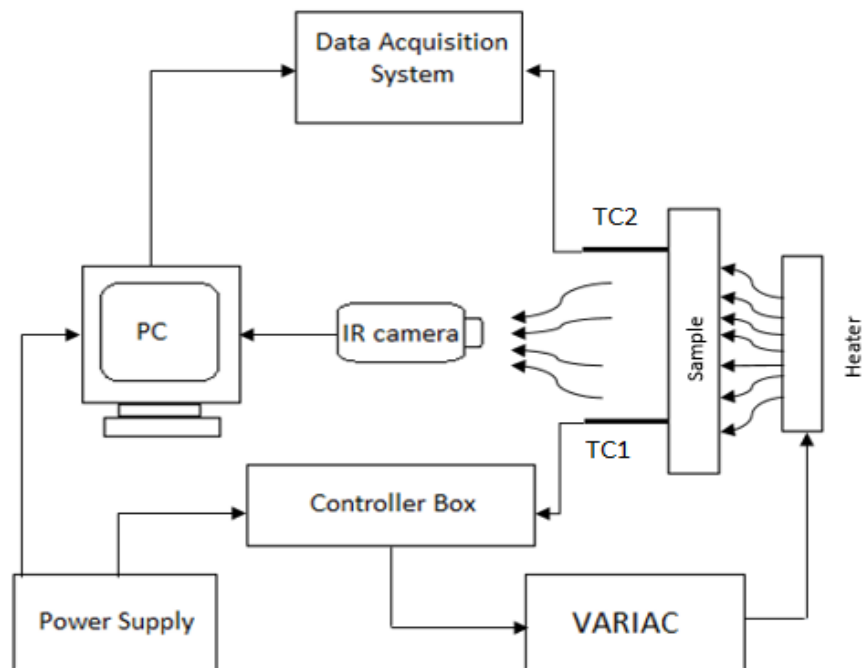 Data Acquisition
System
TC2
PC
IR camera
Sample
Heater
TC1
Controller Box
Power Supply
VARIAC